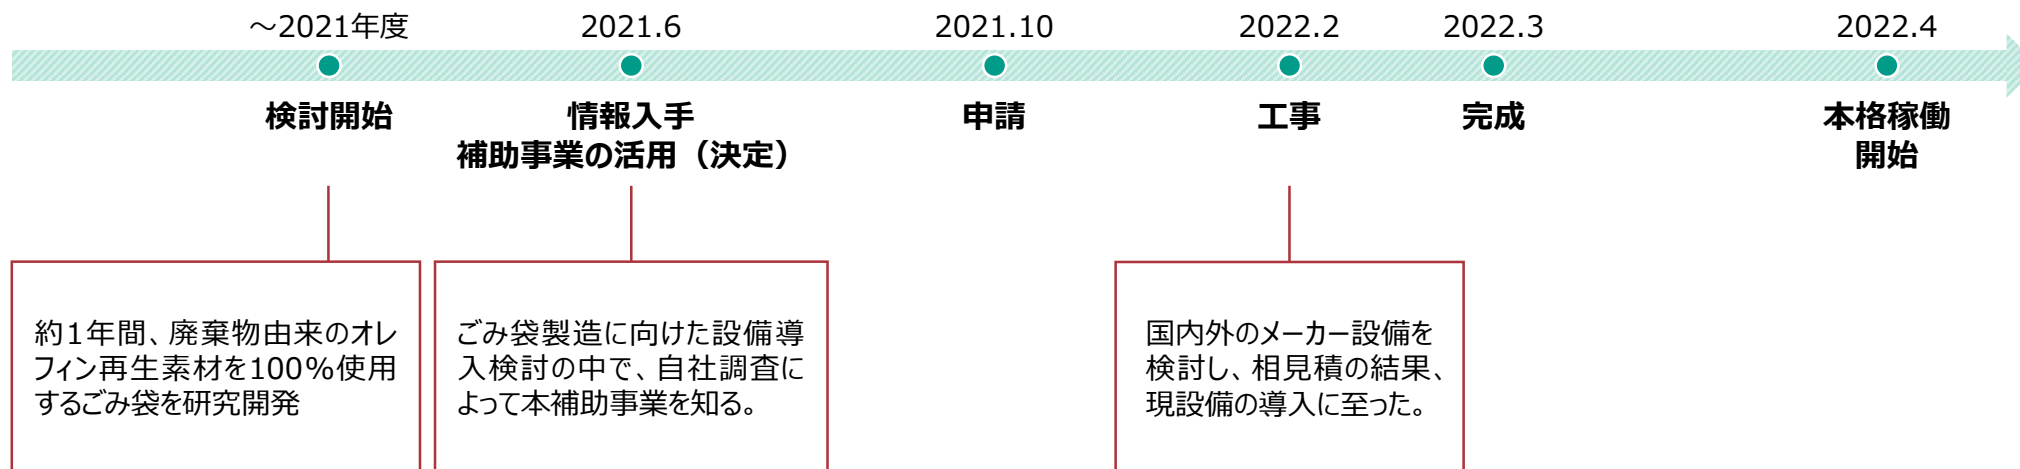 ～2021年度
2021.6
2021.10
2022.2
2022.3
2022.4
検討開始
情報入手
補助事業の活用（決定）
申請
工事
完成
本格稼働
開始
約1年間、廃棄物由来のオレ
フィン再生素材を100%使用
するごみ袋を研究開発
ごみ袋製造に向けた設備導
入検討の中で、自社調査に
よって本補助事業を知る。
国内外のメーカー設備を
検討し、相見積の結果、
現設備の導入に至った。